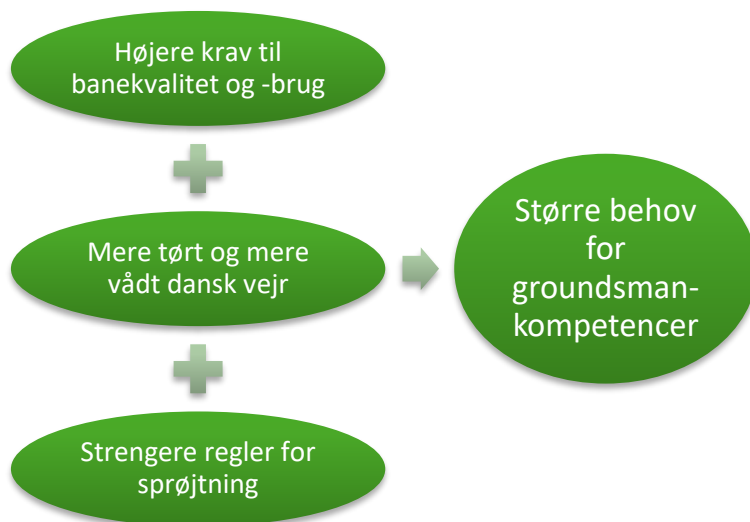 Højere krav til
banekvalitet og -brug
Mere tørt og mere
vådt dansk vejr
Strengere regler for
sprøjtning
Større behov
for
groundsman-
kompetencer